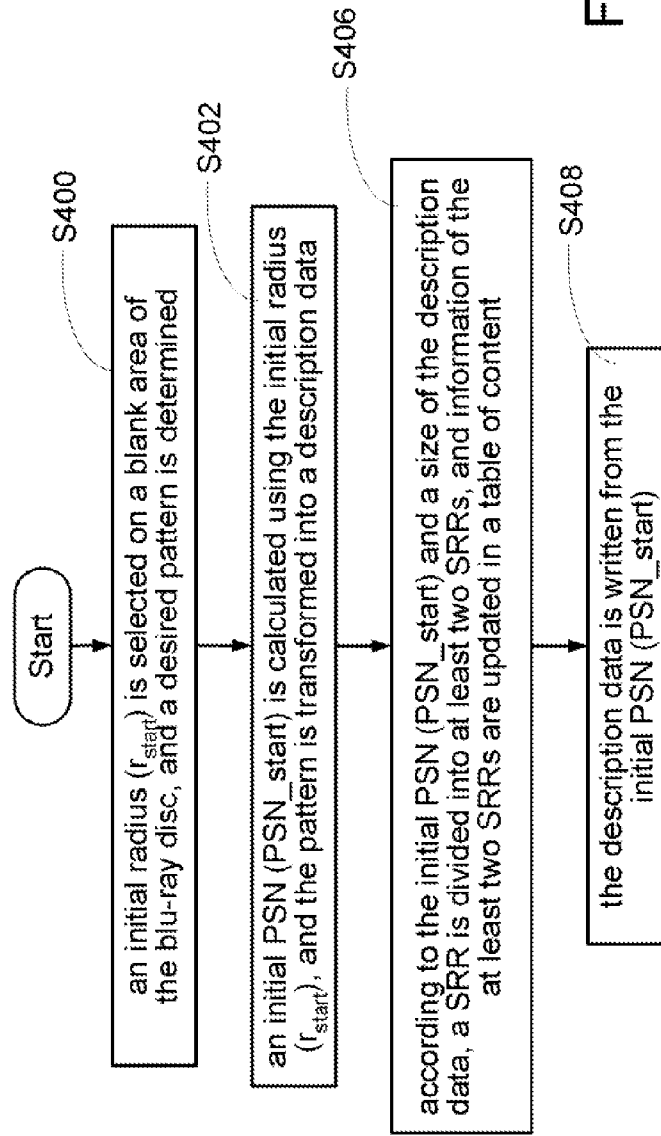 Start
an initial radius (r_start) is selected on a blank area of
the blu-ray disc, and a desired pattern is determined
S400
an initial PSN (PSN_start) is calculated using the initial radius
(r_start), and the pattern is transformed into a description data
S402
according to the initial PSN (PSN_start) and a size of the description
data, a SRR is divided into at least two SRRs, and information of the
at least two SRRs are updated in a table of content
S406
the description data is written from the
initial PSN (PSN_start)
S408